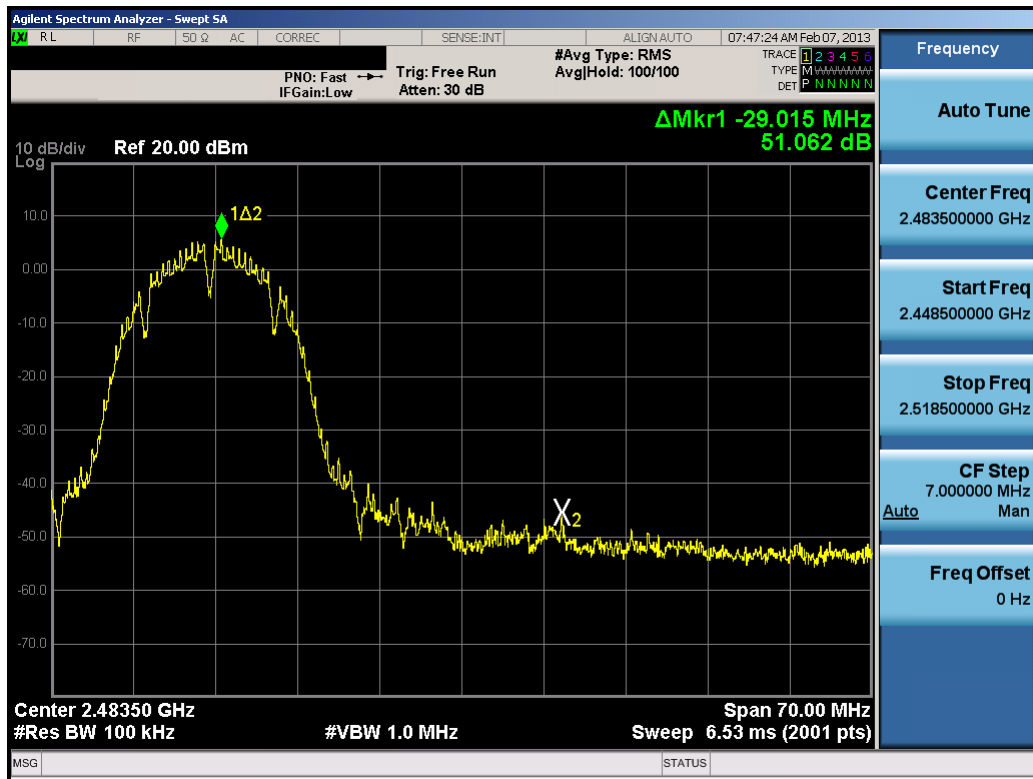 Agilent Spectrum Analyzer - Swept SA
LXI RL RF 50 Ω AC CORREC SENSE:INT ALIGNAUTO 07:47:24 AM Feb 07, 2013
PNO: Fast Trig: Free Run #Avg Type: RMS TRACE 1 2 3 4 5 6
IFGain:Low Atten: 30 dB Avg|Hold: 100/100 TYPE MWWWWW
DET P N N N N N
ΔMkr1 -29.015 MHz
51.062 dB
10 dB/div Ref 20.00 dBm
Log
1Δ2
10.0
0.00
-10.0
-20.0
-30.0
-40.0
X2
-50.0
-60.0
-70.0
Center 2.48350 GHz Span 70.00 MHz
#Res BW 100 kHz #VBW 1.0 MHz Sweep 6.53 ms (2001 pts)
MSG STATUS
Frequency
Auto Tune
Center Freq
2.483500000 GHz
Start Freq
2.448500000 GHz
Stop Freq
2.518500000 GHz
CF Step
7.000000 MHz
Auto Man
Freq Offset
0 Hz